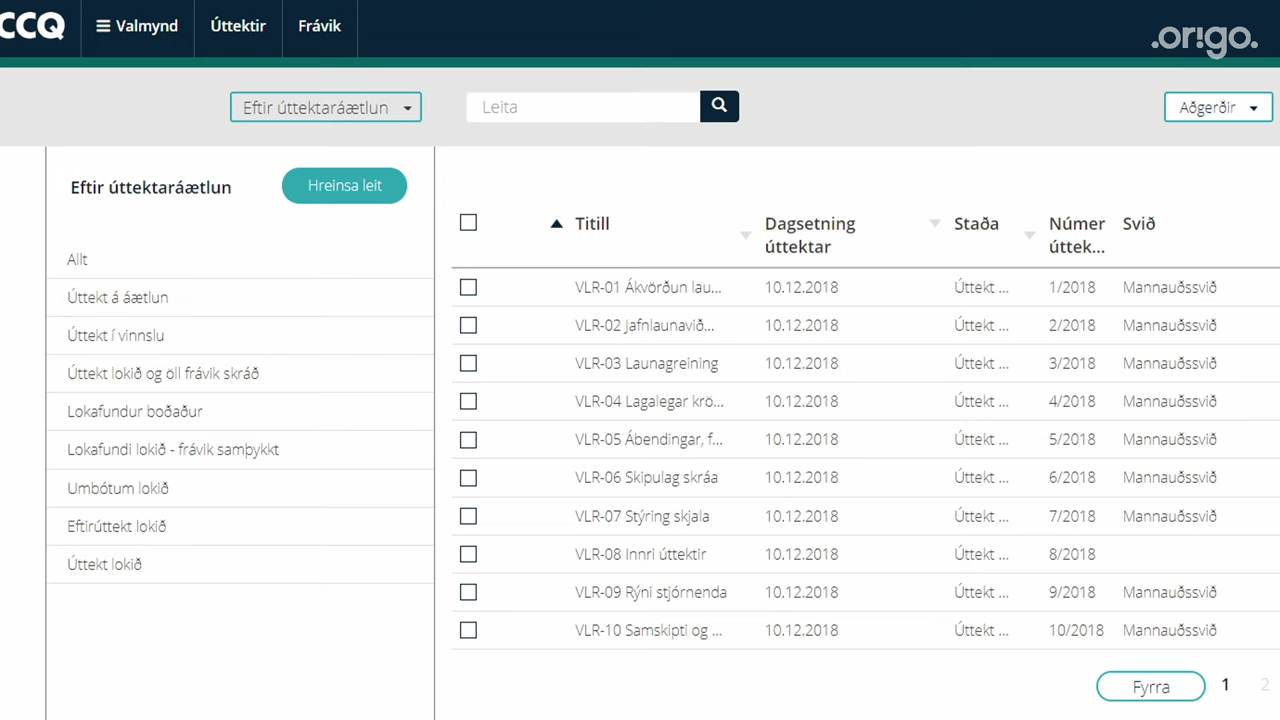 CCQ
Valmynd Úttektir Frávik
.origo.
Eftir úttektaráætlun
Leita
Aðgerðir
Eftir úttektaráætlun
Hreinsa leit
Allt
Úttekt á áætlun
Úttekt í vinnslu
Úttekt lokið og öll frávik skráð
Lokafundur boðaður
Lokafundi lokið - frávik samþykkt
Umbótum lokið
Eftirúttekt lokið
Úttekt lokið
Titill Dagsetning úttektar Staða Númer úttek... Svið
VLR-01 Ákvörðun lau... 10.12.2018 Úttekt ... 1/2018 Mannauðssvið
VLR-02 Jafnlaunavið... 10.12.2018 Úttekt ... 2/2018 Mannauðssvið
VLR-03 Launagreining 10.12.2018 Úttekt ... 3/2018 Mannauðssvið
VLR-04 Lagalegar krö... 10.12.2018 Úttekt ... 4/2018 Mannauðssvið
VLR-05 Ábendingar, f... 10.12.2018 Úttekt ... 5/2018 Mannauðssvið
VLR-06 Skipulag skráa 10.12.2018 Úttekt ... 6/2018 Mannauðssvið
VLR-07 Stýring skjala 10.12.2018 Úttekt ... 7/2018 Mannauðssvið
VLR-08 Innri úttektir 10.12.2018 Úttekt ... 8/2018
VLR-09 Rýni stjórnenda 10.12.2018 Úttekt ... 9/2018 Mannauðssvið
VLR-10 Samskipti og ... 10.12.2018 Úttekt ... 10/2018 Mannauðssvið
Fyrra 1 2